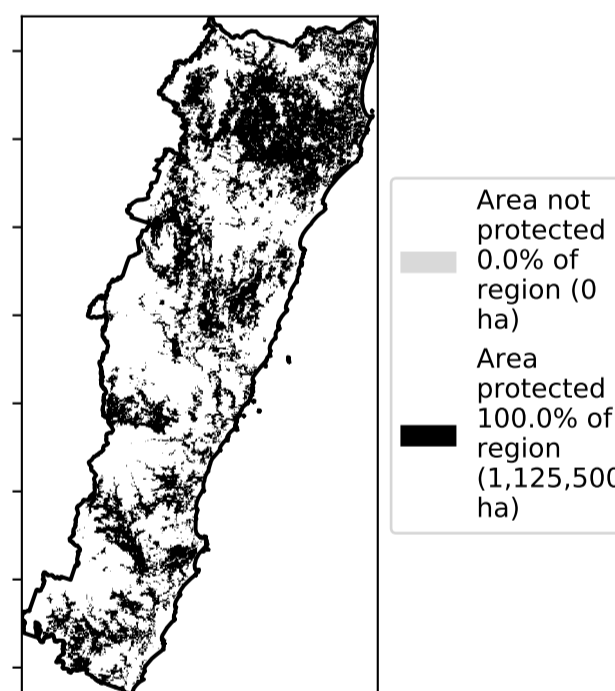 Area not
protected
0.0% of
region (0
ha)
Area
protected
100.0% of
region
(1,125,500
ha)